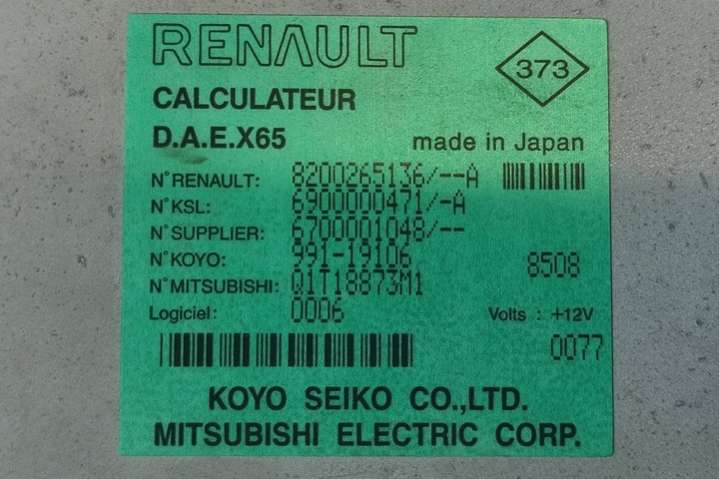 RENAULT
373
CALCULATEUR
D.A.E.X65
made in Japan
N°RENAULT: 8200265136/--A
N°KSL: 6900000471/-A
N°SUPPLIER: 6700001048/--
N°KOYO: 991-19106
8508
N°MITSUBISHI: Q1T18873M1
Logiciel: 0006
Volts : +12V
0077
KOYO SEIKO CO.,LTD.
MITSUBISHI ELECTRIC CORP.